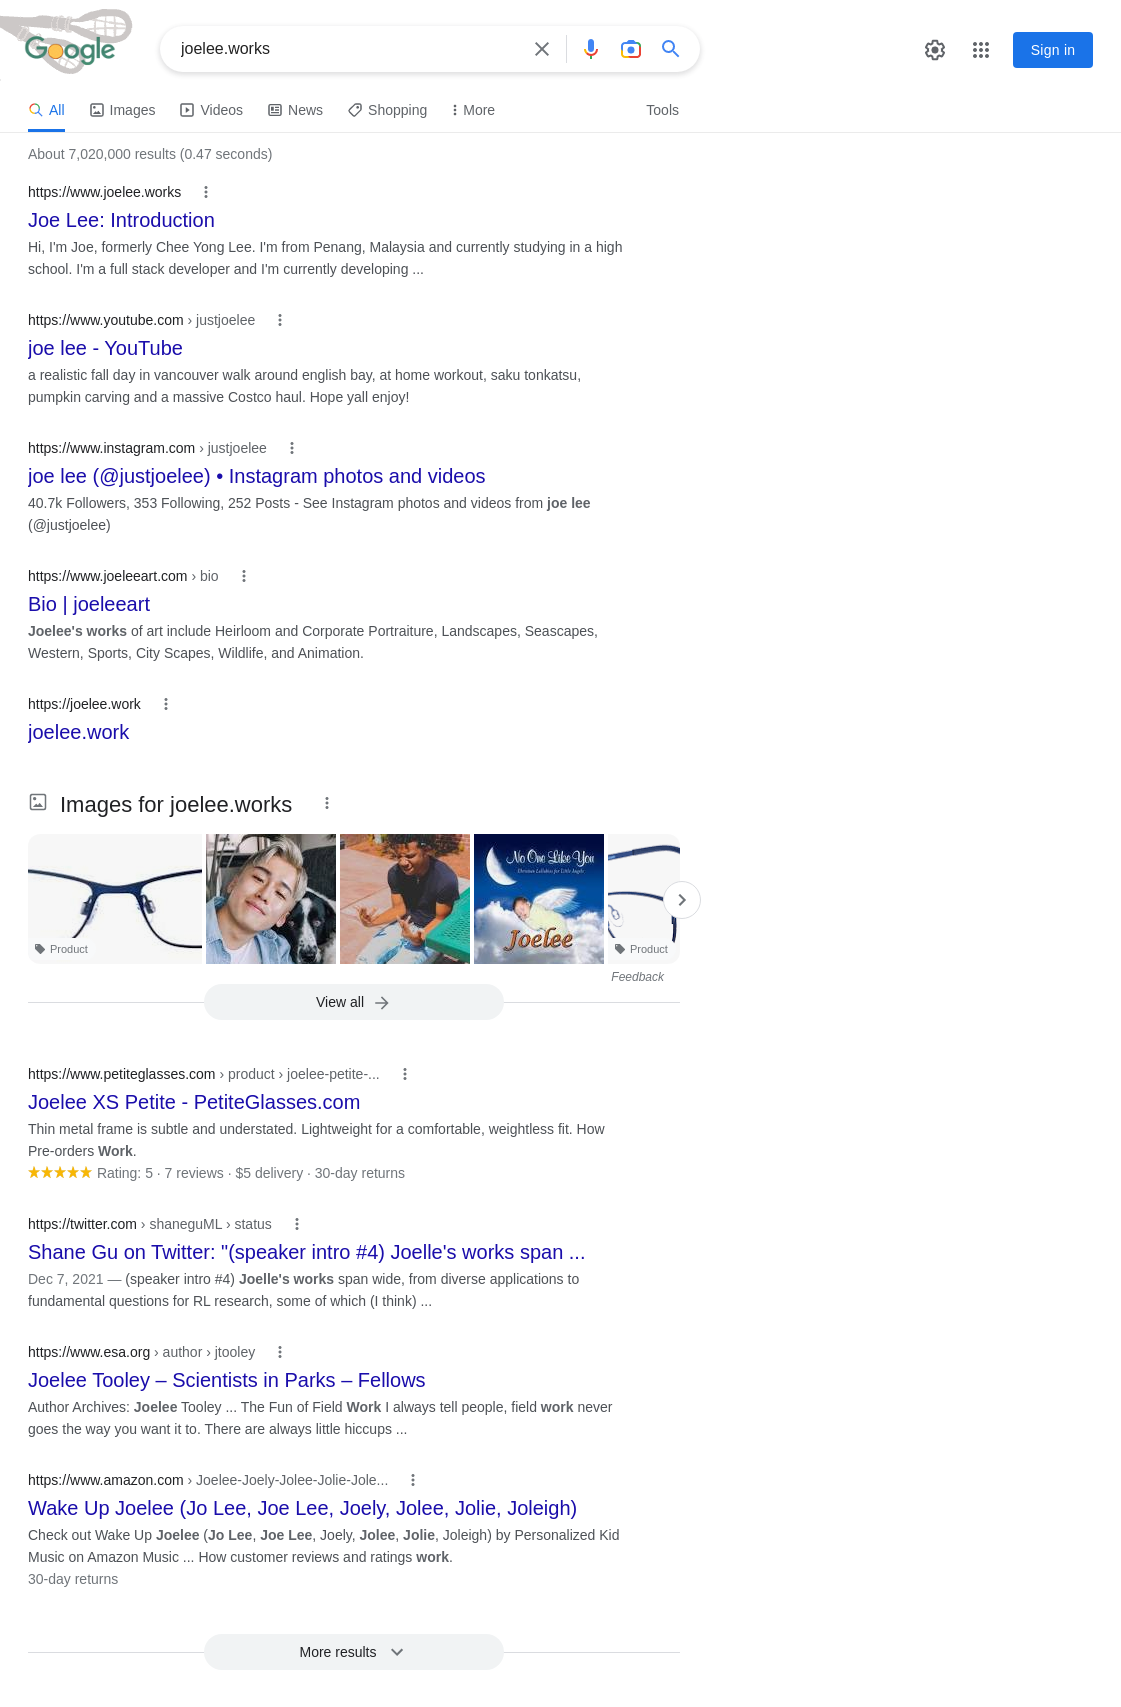 Google
joelee.works
Sign in
All
Images
Videos
News
Shopping
More
Tools
About 7,020,000 results (0.47 seconds)
https://www.joelee.works
Joe Lee: Introduction
Hi, I'm Joe, formerly Chee Yong Lee. I'm from Penang, Malaysia and currently studying in a high
school. I'm a full stack developer and I'm currently developing ...
https://www.youtube.com › justjoelee
joe lee - YouTube
a realistic fall day in vancouver walk around english bay, at home workout, saku tonkatsu,
pumpkin carving and a massive Costco haul. Hope yall enjoy!
https://www.instagram.com › justjoelee
joe lee (@justjoelee) • Instagram photos and videos
40.7k Followers, 353 Following, 252 Posts - See Instagram photos and videos from joe lee
(@justjoelee)
https://www.joeleeart.com › bio
Bio | joeleeart
Joelee's works of art include Heirloom and Corporate Portraiture, Landscapes, Seascapes,
Western, Sports, City Scapes, Wildlife, and Animation.
https://joelee.work
joelee.work
Images for joelee.works
No One Like You
Christian Lullabies for Little Angels
Joelee
Product
Product
Feedback
View all
https://www.petiteglasses.com › product › joelee-petite-...
Joelee XS Petite - PetiteGlasses.com
Thin metal frame is subtle and understated. Lightweight for a comfortable, weightless fit. How
Pre-orders Work.
Rating: 5 · 7 reviews · $5 delivery · 30-day returns
https://twitter.com › shaneguML › status
Shane Gu on Twitter: "(speaker intro #4) Joelle's works span ...
Dec 7, 2021 — (speaker intro #4) Joelle's works span wide, from diverse applications to
fundamental questions for RL research, some of which (I think) ...
https://www.esa.org › author › jtooley
Joelee Tooley – Scientists in Parks – Fellows
Author Archives: Joelee Tooley ... The Fun of Field Work I always tell people, field work never
goes the way you want it to. There are always little hiccups ...
https://www.amazon.com › Joelee-Joely-Jolee-Jolie-Jole...
Wake Up Joelee (Jo Lee, Joe Lee, Joely, Jolee, Jolie, Joleigh)
Check out Wake Up Joelee (Jo Lee, Joe Lee, Joely, Jolee, Jolie, Joleigh) by Personalized Kid
Music on Amazon Music ... How customer reviews and ratings work.
30-day returns
More results